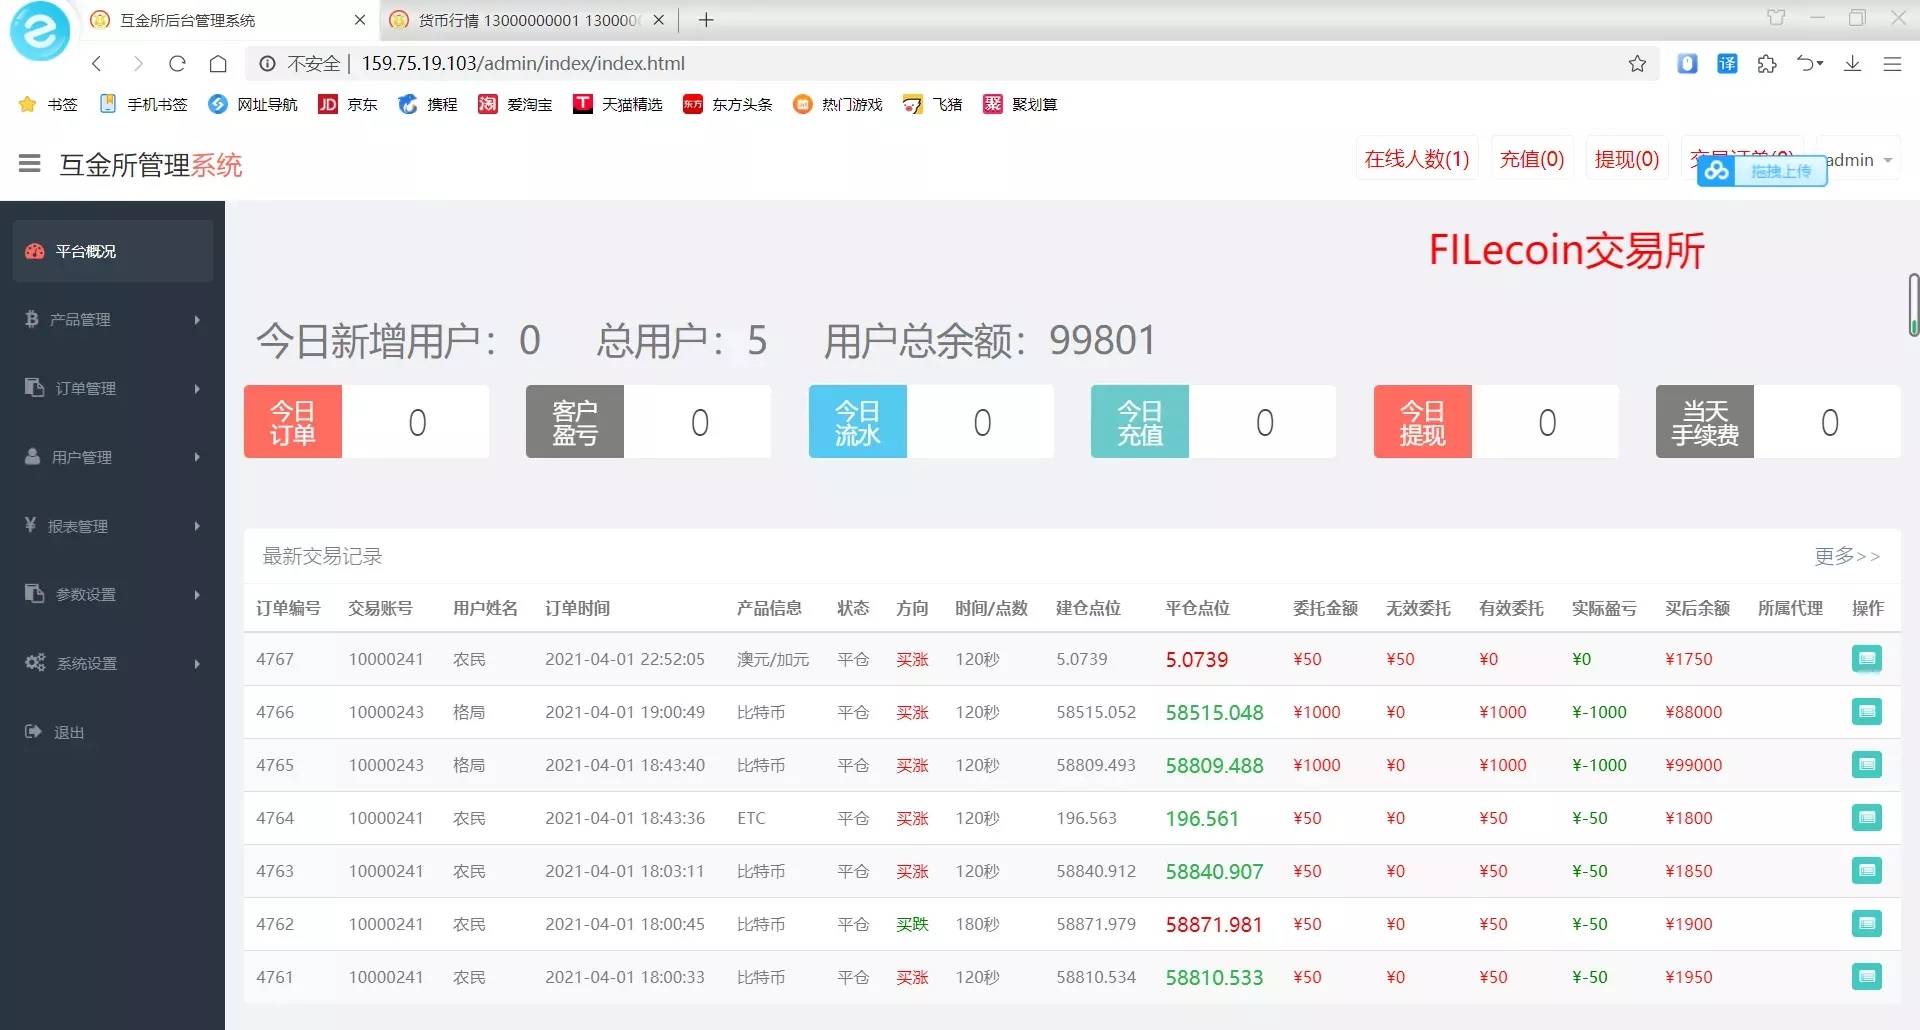 互金所后台管理系统
货币行情 13000000001 130000
不安全 | 159.75.19.103/admin/index/index.html
译
书签 手机书签 网址导航 JD 京东 携程 淘 爱淘宝 T 天猫精选 东方 东方头条 热门游戏 飞猪 聚 聚划算
互金所管理系统
在线人数(1) 充值(0) 提现(0) admin
拖拽上传
平台概况
产品管理
订单管理
用户管理
¥ 报表管理
参数设置
系统设置
退出
FILecoin交易所
今日新增用户：0 总用户：5 用户总余额：99801
今日订单 0
客户盈亏 0
今日流水 0
今日充值 0
今日提现 0
当天手续费 0
最新交易记录 更多>>
订单编号 交易账号 用户姓名 订单时间 产品信息 状态 方向 时间/点数 建仓点位 平仓点位 委托金额 无效委托 有效委托 实际盈亏 买后余额 所属代理 操作
4767 10000241 农民 2021-04-01 22:52:05 澳元/加元 平仓 买涨 120秒 5.0739 5.0739 ¥50 ¥50 ¥0 ¥0 ¥1750
4766 10000243 格局 2021-04-01 19:00:49 比特币 平仓 买涨 120秒 58515.052 58515.048 ¥1000 ¥0 ¥1000 ¥-1000 ¥88000
4765 10000243 格局 2021-04-01 18:43:40 比特币 平仓 买涨 120秒 58809.493 58809.488 ¥1000 ¥0 ¥1000 ¥-1000 ¥99000
4764 10000241 农民 2021-04-01 18:43:36 ETC 平仓 买涨 120秒 196.563 196.561 ¥50 ¥0 ¥50 ¥-50 ¥1800
4763 10000241 农民 2021-04-01 18:03:11 比特币 平仓 买涨 120秒 58840.912 58840.907 ¥50 ¥0 ¥50 ¥-50 ¥1850
4762 10000241 农民 2021-04-01 18:00:45 比特币 平仓 买跌 180秒 58871.979 58871.981 ¥50 ¥0 ¥50 ¥-50 ¥1900
4761 10000241 农民 2021-04-01 18:00:33 比特币 平仓 买涨 120秒 58810.534 58810.533 ¥50 ¥0 ¥50 ¥-50 ¥1950